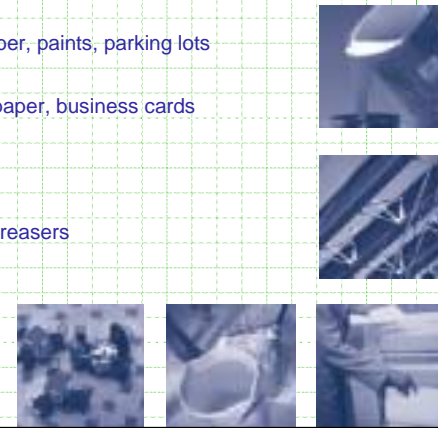 per, paints, parking lots
paper, business cards
reasers